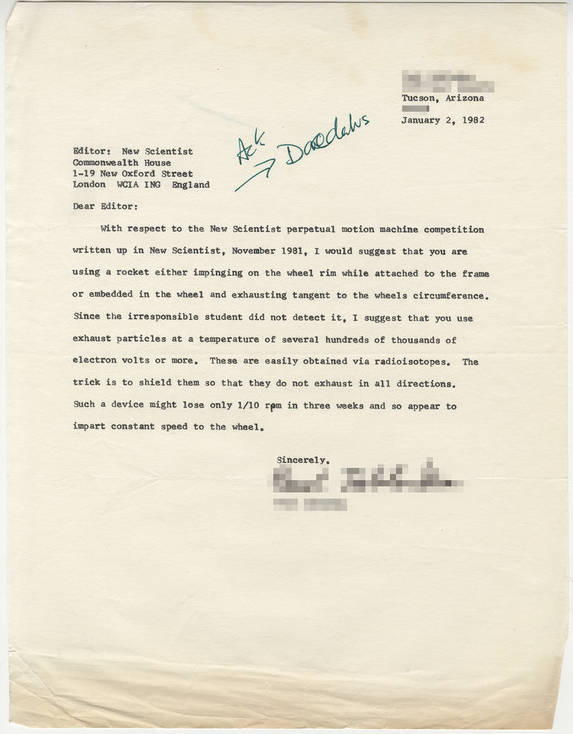 Tucson, Arizona
January 2, 1982
Ack
→ Daedalus
Editor: New Scientist
Commonwealth House
1-19 New Oxford Street
London WCIA ING England
Dear Editor:
With respect to the New Scientist perpetual motion machine competition
written up in New Scientist, November 1981, I would suggest that you are
using a rocket either impinging on the wheel rim while attached to the frame
or embedded in the wheel and exhausting tangent to the wheels circumference.
Since the irresponsible student did not detect it, I suggest that you use
exhaust particles at a temperature of several hundreds of thousands of
electron volts or more. These are easily obtained via radioisotopes. The
trick is to shield them so that they do not exhaust in all directions.
Such a device might lose only 1/10 rpm in three weeks and so appear to
impart constant speed to the wheel.
Sincerely,